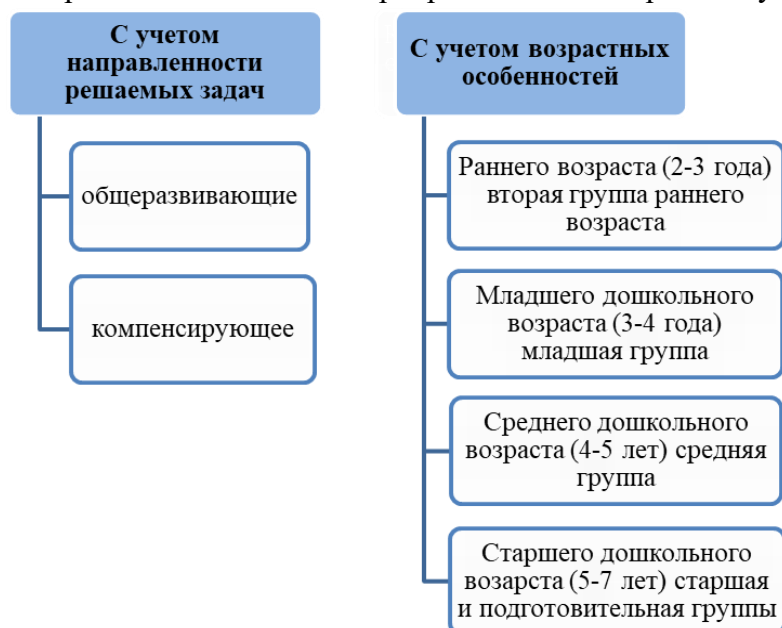 С учетом
направленности
решаемых задач
общеразвивающие
компенсирующее
С учетом возрастных
особенностей
Раннего возраста (2-3 года)
вторая группа раннего
возраста
Младшего дошкольного
возраста (3-4 года)
младшая группа
Среднего дошкольного
возраста (4-5 лет) средняя
группа
Старшего дошкольного
возарста (5-7 лет) старшая
и подготовительная группы